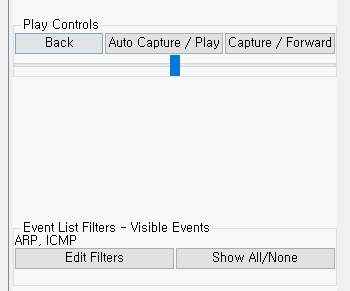 Play Controls
Back Auto Capture / Play Capture / Forward
Event List Filters - Visible Events
ARP, ICMP
Edit Filters Show All/None